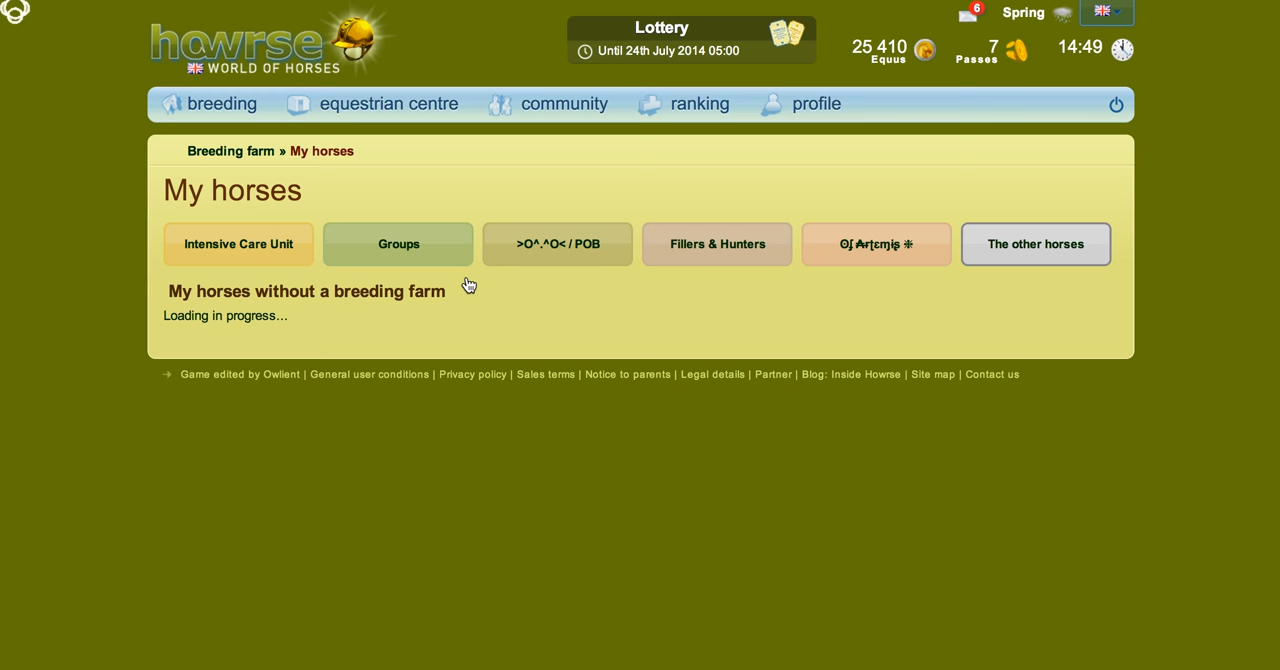 howrse
WORLD OF HORSES
Lottery
Until 24th July 2014 05:00
6
Spring
25 410
Equus
7
Passes
14:49
breeding
equestrian centre
community
ranking
profile
Breeding farm » My horses
My horses
Intensive Care Unit
Groups
>O^.^O< / POB
Fillers & Hunters
The other horses
My horses without a breeding farm
Loading in progress...
Game edited by Owlient | General user conditions | Privacy policy | Sales terms | Notice to parents | Legal details | Partner | Blog: Inside Howrse | Site map | Contact us